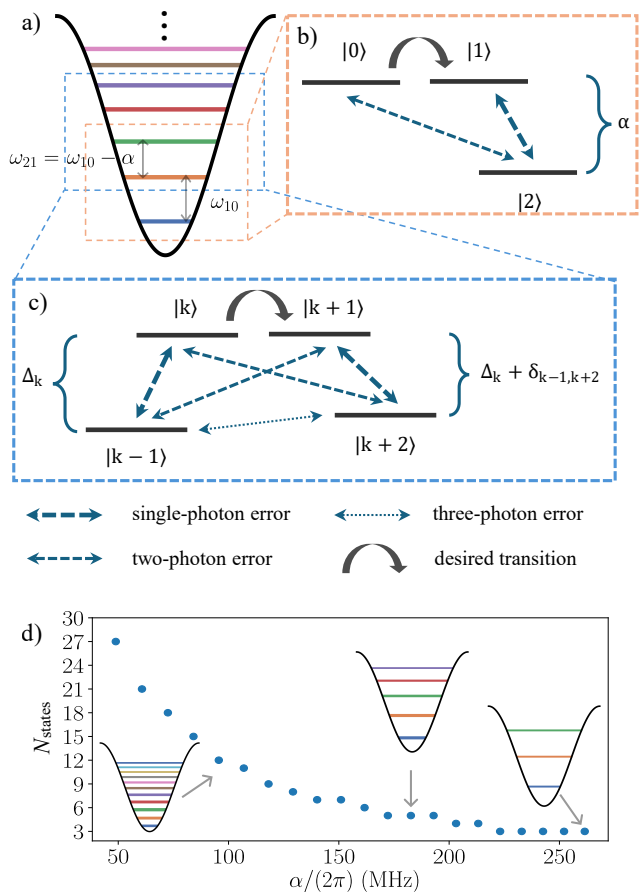 a)
⋮
ω₂₁ = ω₁₀ − α
ω₁₀
b)
|0⟩ |1⟩
α
|2⟩
c)
|k⟩ |k + 1⟩
Δₖ
Δₖ + δₖ₋₁,ₖ₊₂
|k − 1⟩ |k + 2⟩
single-photon error three-photon error
two-photon error desired transition
d)
30
27
24
21
18
15
12
9
6
3
N_states
50 100 150 200 250
α/(2π) (MHz)